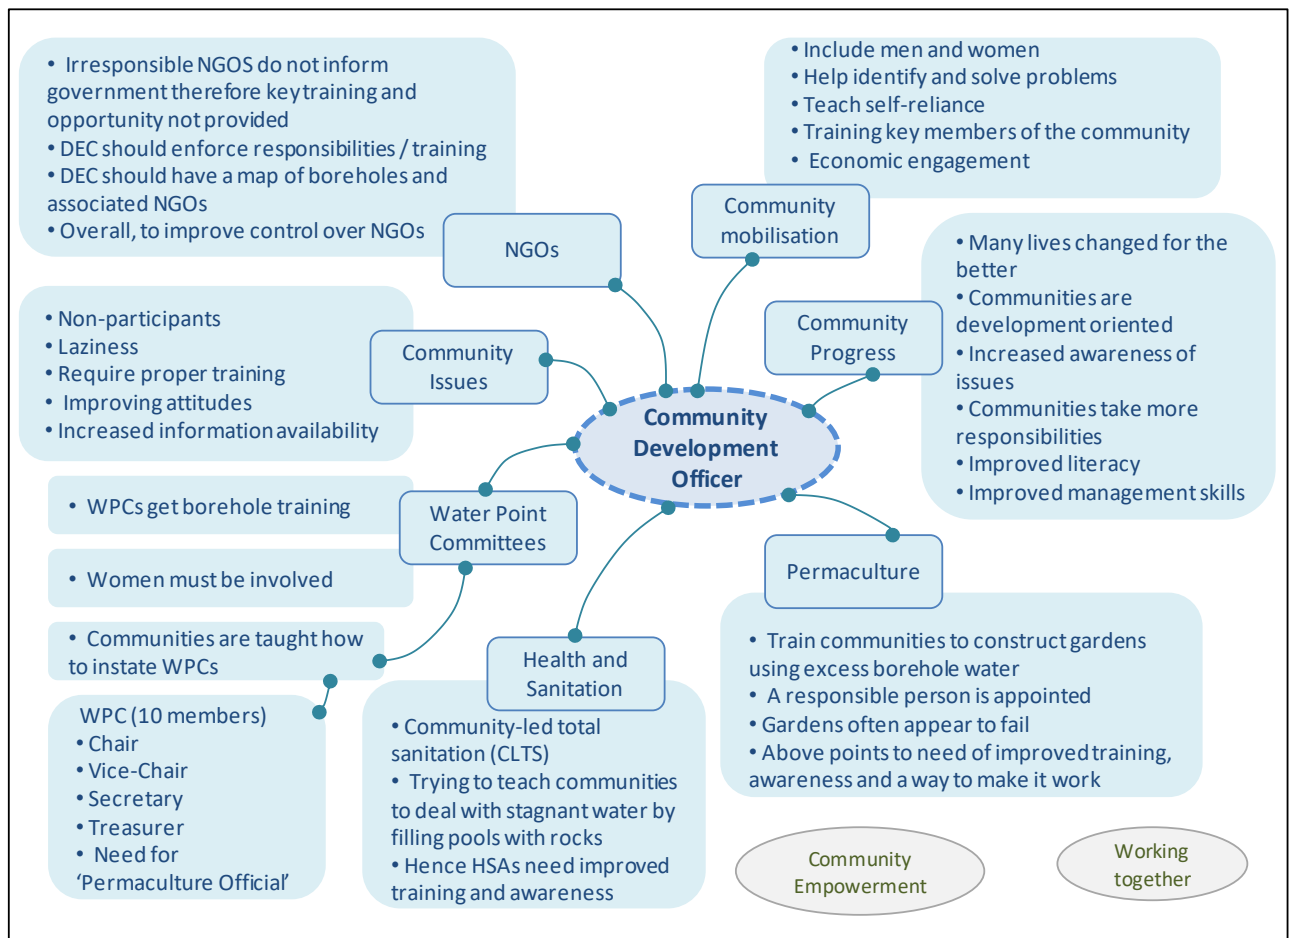 • Irresponsible NGOS do not inform
government therefore key training and
opportunity not provided
• DEC should enforce responsibilities / training
• DEC should have a map of boreholes and
associated NGOs
• Overall, to improve control over NGOs
NGOs
• Include men and women
• Help identify and solve problems
• Teach self-reliance
• Training key members of the community
• Economic engagement
Community
mobilisation
• Many lives changed for the
better
• Communities are
development oriented
• Increased awareness of
issues
• Communities take more
responsibilities
• Improved literacy
• Improved management skills
Community
Progress
• Non-participants
• Laziness
• Require proper training
• Improving attitudes
• Increased information availability
Community
Issues
Community
Development
Officer
• WPCs get borehole training
• Women must be involved
• Communities are taught how
to instate WPCs
Water Point
Committees
WPC (10 members)
• Chair
• Vice-Chair
• Secretary
• Treasurer
• Need for
‘Permaculture Official’
Health and
Sanitation
• Community-led total
sanitation (CLTS)
• Trying to teach communities
to deal with stagnant water by
filling pools with rocks
• Hence HSAs need improved
training and awareness
Permaculture
• Train communities to construct gardens
using excess borehole water
• A responsible person is appointed
• Gardens often appear to fail
• Above points to need of improved training,
awareness and a way to make it work
Community
Empowerment
Working
together